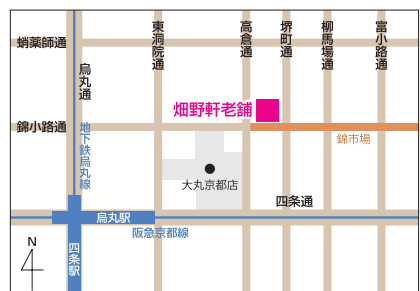 蛸薬師通
烏丸通
東洞院通
高倉通
堺町通
柳馬場通
富小路通
畑野軒老舗
錦小路通
地下鉄烏丸線
錦市場
大丸京都店
四条通
烏丸駅
阪急京都線
四条駅
N